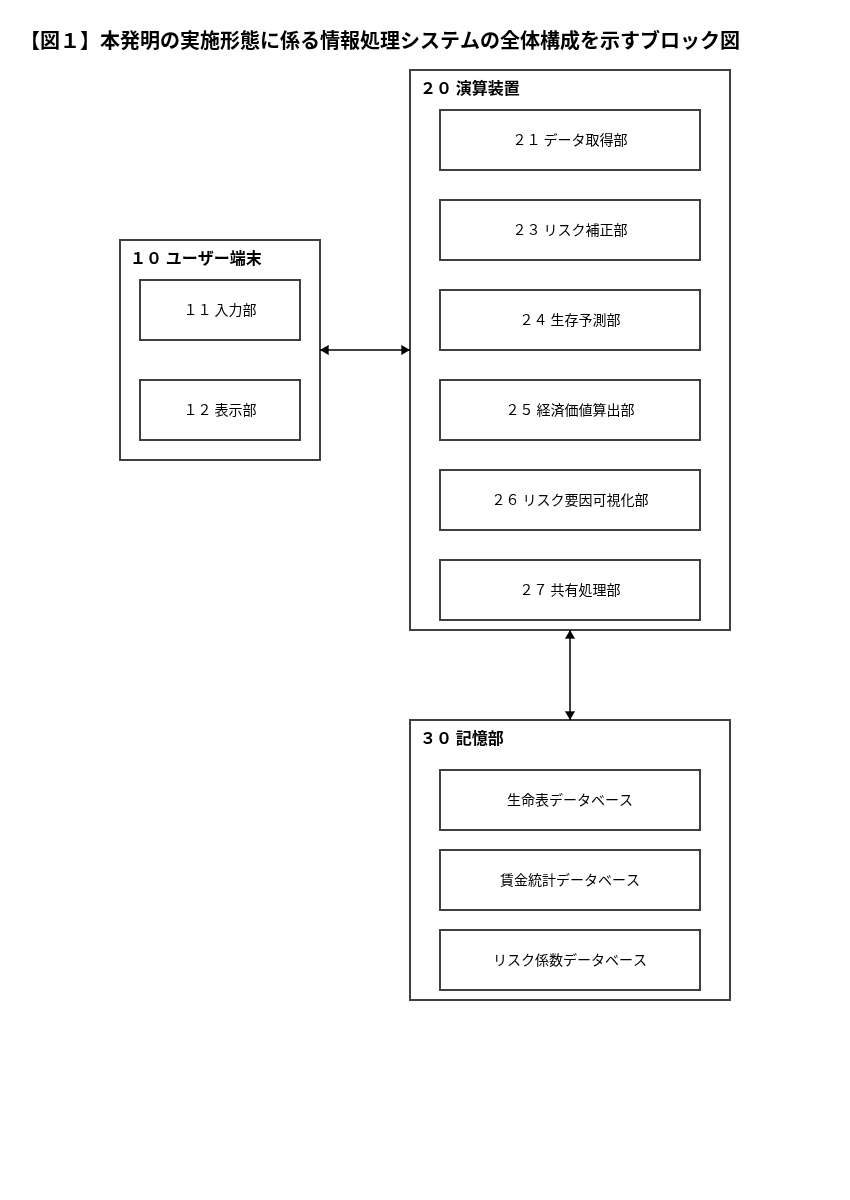 【図１】本発明の実施形態に係る情報処理システムの全体構成を示すブロック図
２０ 演算装置
２１ データ取得部
２３ リスク補正部
１０ ユーザー端末
１１ 入力部
２４ 生存予測部
１２ 表示部
２５ 経済価値算出部
２６ リスク要因可視化部
２７ 共有処理部
３０ 記憶部
生命表データベース
賃金統計データベース
リスク係数データベース